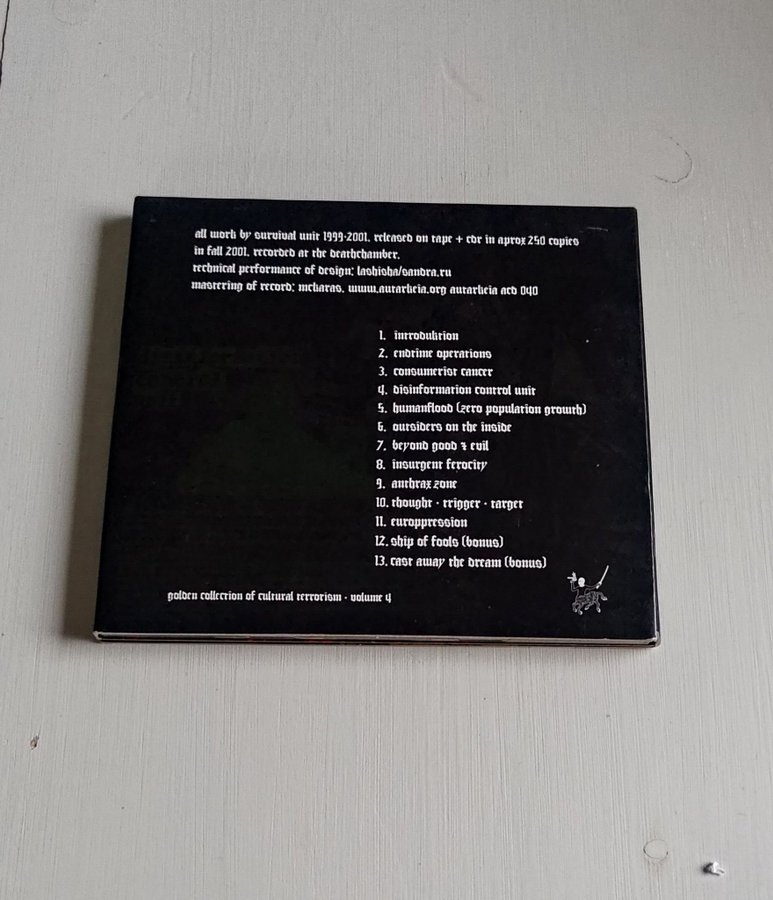 all work by survival unit 1999-2001. released on tape + cdr in aprox 250 copies
in fall 2001. recorded at the deathchamber.
technical performance of design: lashisha/sandra.ru
mastering of record: mcharas. www.autarkeia.org autarkeia acd 040
1. introduktion
2. endtime operations
3. consumerist cancer
4. disinformation control unit
5. humanflood (zero population growth)
6. outsiders on the inside
7. beyond good & evil
8. insurgent ferocity
9. anthrax zone
10. thought · trigger · target
11. europpression
12. ship of fools (bonus)
13. cast away the dream (bonus)
golden collection of cultural terrorism · volume 4